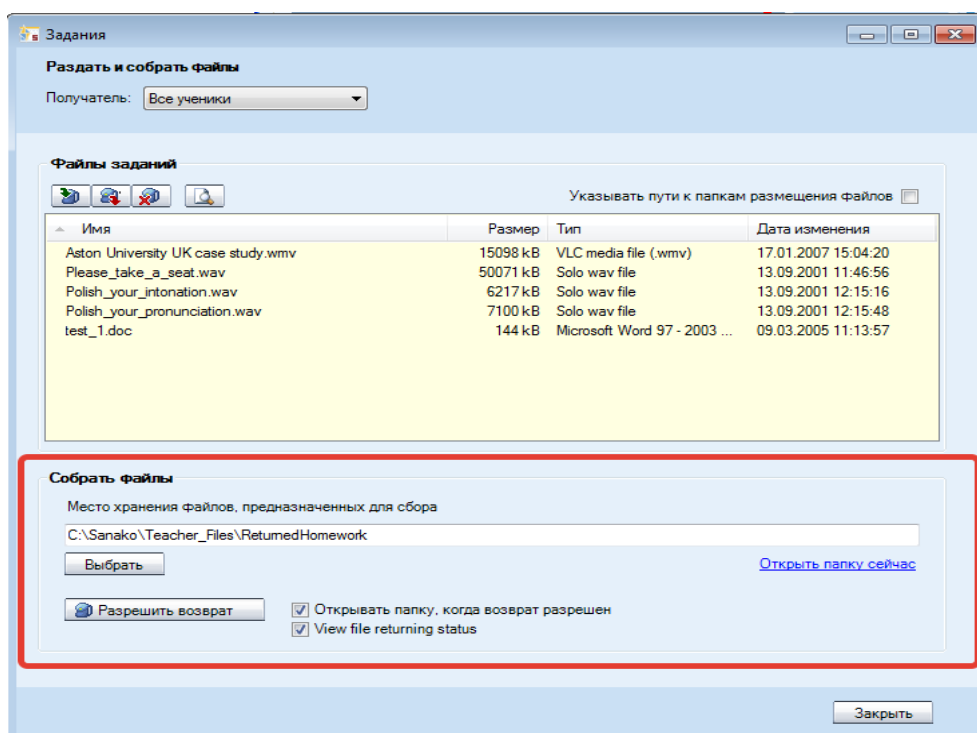 Задания
Раздать и собрать файлы
Получатель: Все ученики
Файлы заданий
Указывать пути к папкам размещения файлов
Имя Размер Тип Дата изменения
Aston University UK case study.wmv 15098 kB VLC media file (.wmv) 17.01.2007 15:04:20
Please_take_a_seat.wav 50071 kB Solo wav file 13.09.2001 11:46:56
Polish_your_intonation.wav 6217 kB Solo wav file 13.09.2001 12:15:16
Polish_your_pronunciation.wav 7100 kB Solo wav file 13.09.2001 12:15:48
test_1.doc 144 kB Microsoft Word 97 - 2003 ... 09.03.2005 11:13:57
Собрать файлы
Место хранения файлов, предназначенных для сбора
C:\Sanako\Teacher_Files\ReturnedHomework
Выбрать Открыть папку сейчас
Разрешить возврат Открывать папку, когда возврат разрешен
View file returning status
Закрыть